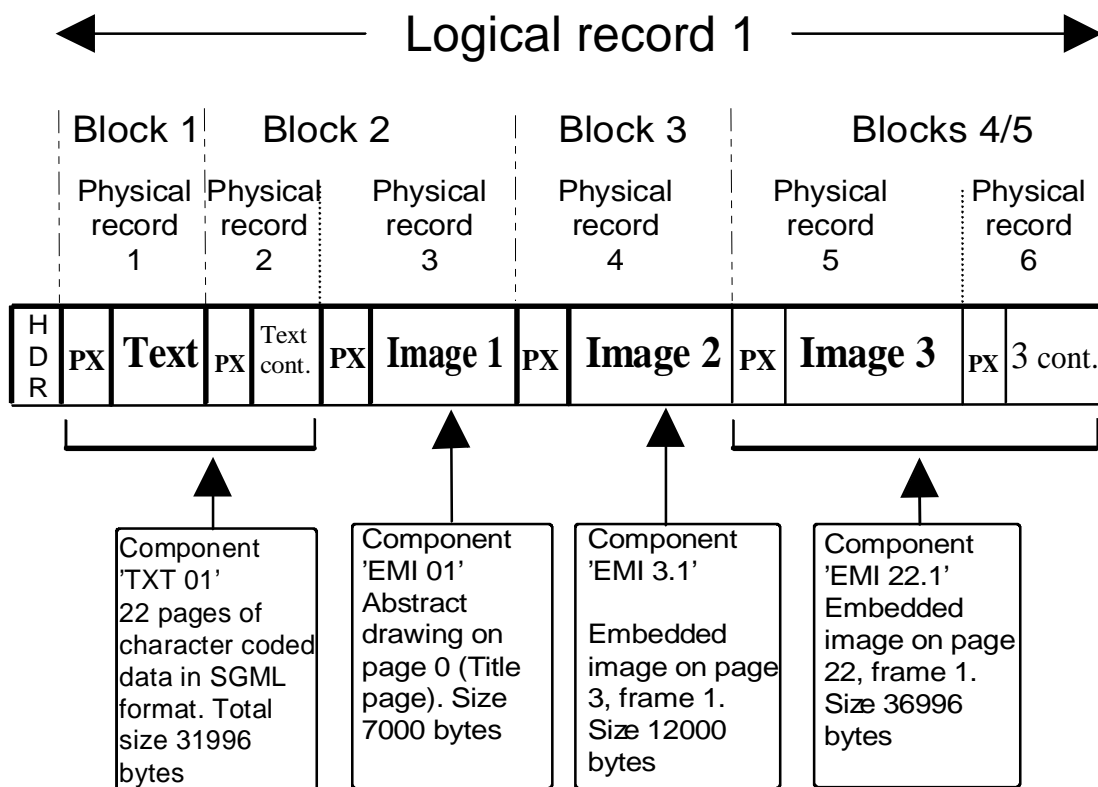 Logical record 1
Block 1
Block 2
Block 3
Blocks 4/5
Physical
record
1
Physical
record
2
Physical
record
3
Physical
record
4
Physical
record
5
Physical
record
6
H
D
R
PX
Text
PX
Text
cont.
PX
Image 1
PX
Image 2
PX
Image 3
PX
3 cont.
Component
’TXT 01’
22 pages of
character coded
data in SGML
format. Total
size 31996
bytes
Component
’EMI 01’
Abstract
drawing on
page 0 (Title
page). Size
7000 bytes
Component
’EMI 3.1’
Embedded
image on page
3, frame 1.
Size 12000
bytes
Component
’EMI 22.1’
Embedded
image on page
22, frame 1.
Size 36996
bytes